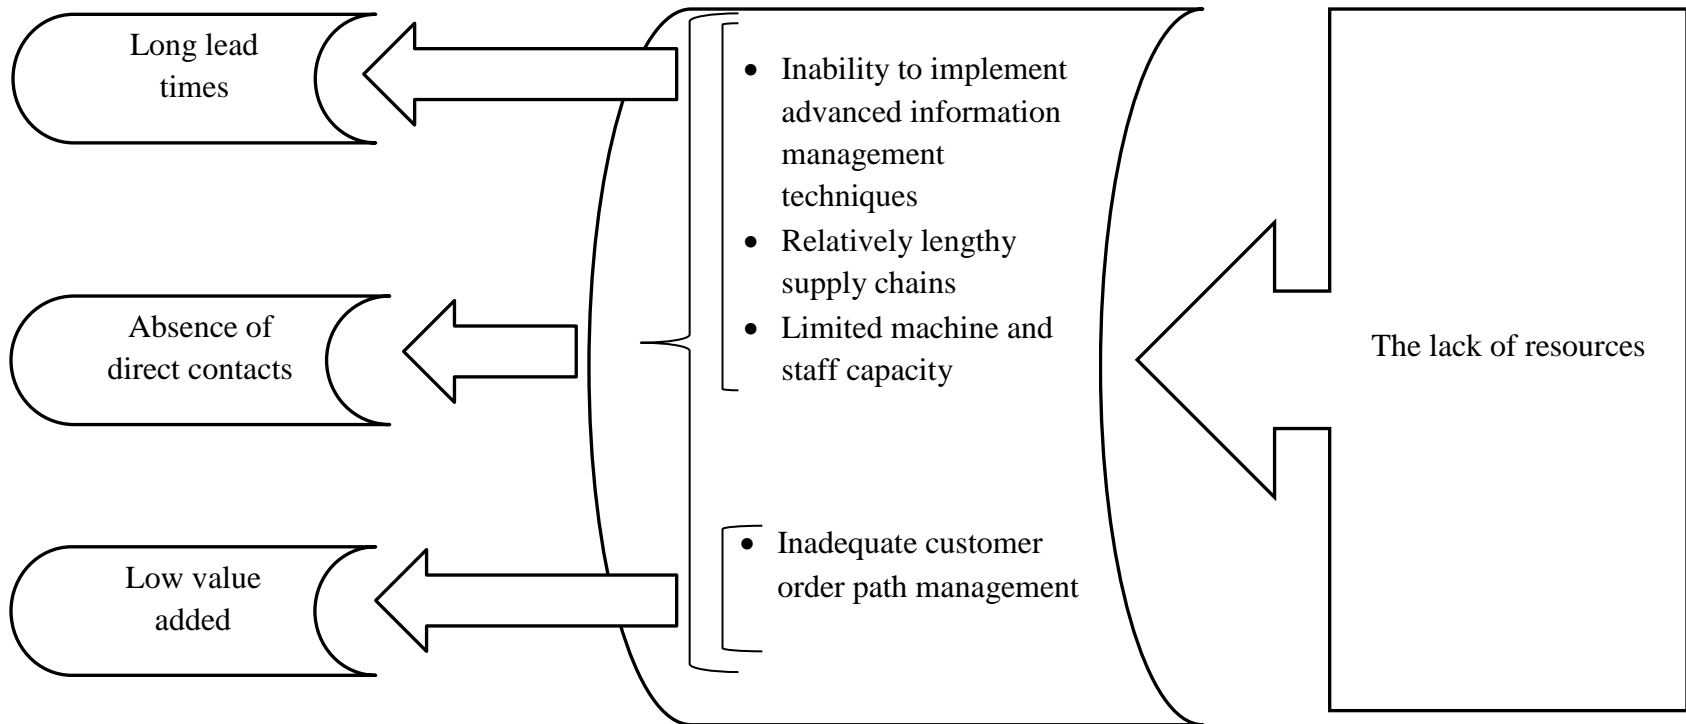 Long lead
times
Absence of
direct contacts
Low value
added
• Inability to implement
advanced information
management
techniques
• Relatively lengthy
supply chains
• Limited machine and
staff capacity
• Inadequate customer
order path management
The lack of resources